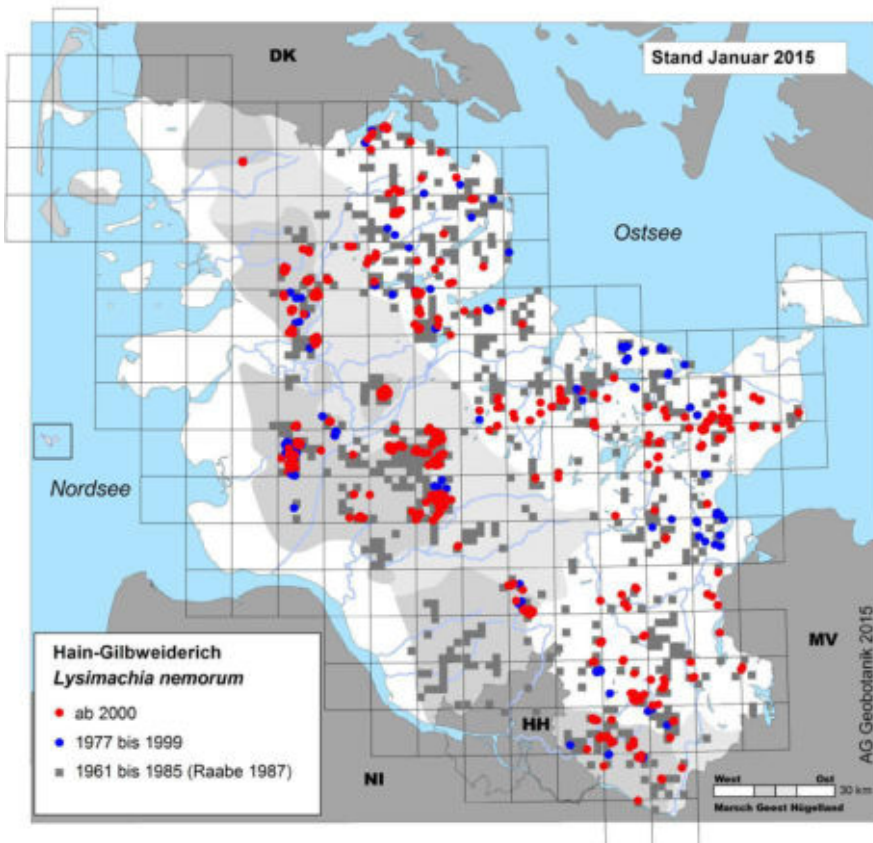 DK
Stand Januar 2015
Ostsee
Nordsee
Hain-Gilbweiderich
Lysimachia nemorum
ab 2000
1977 bis 1999
1961 bis 1985 (Raabe 1987)
MV
HH
NI
West Ost
30 km
Marsch Geest Hügelland
AG Geobotanik 2015